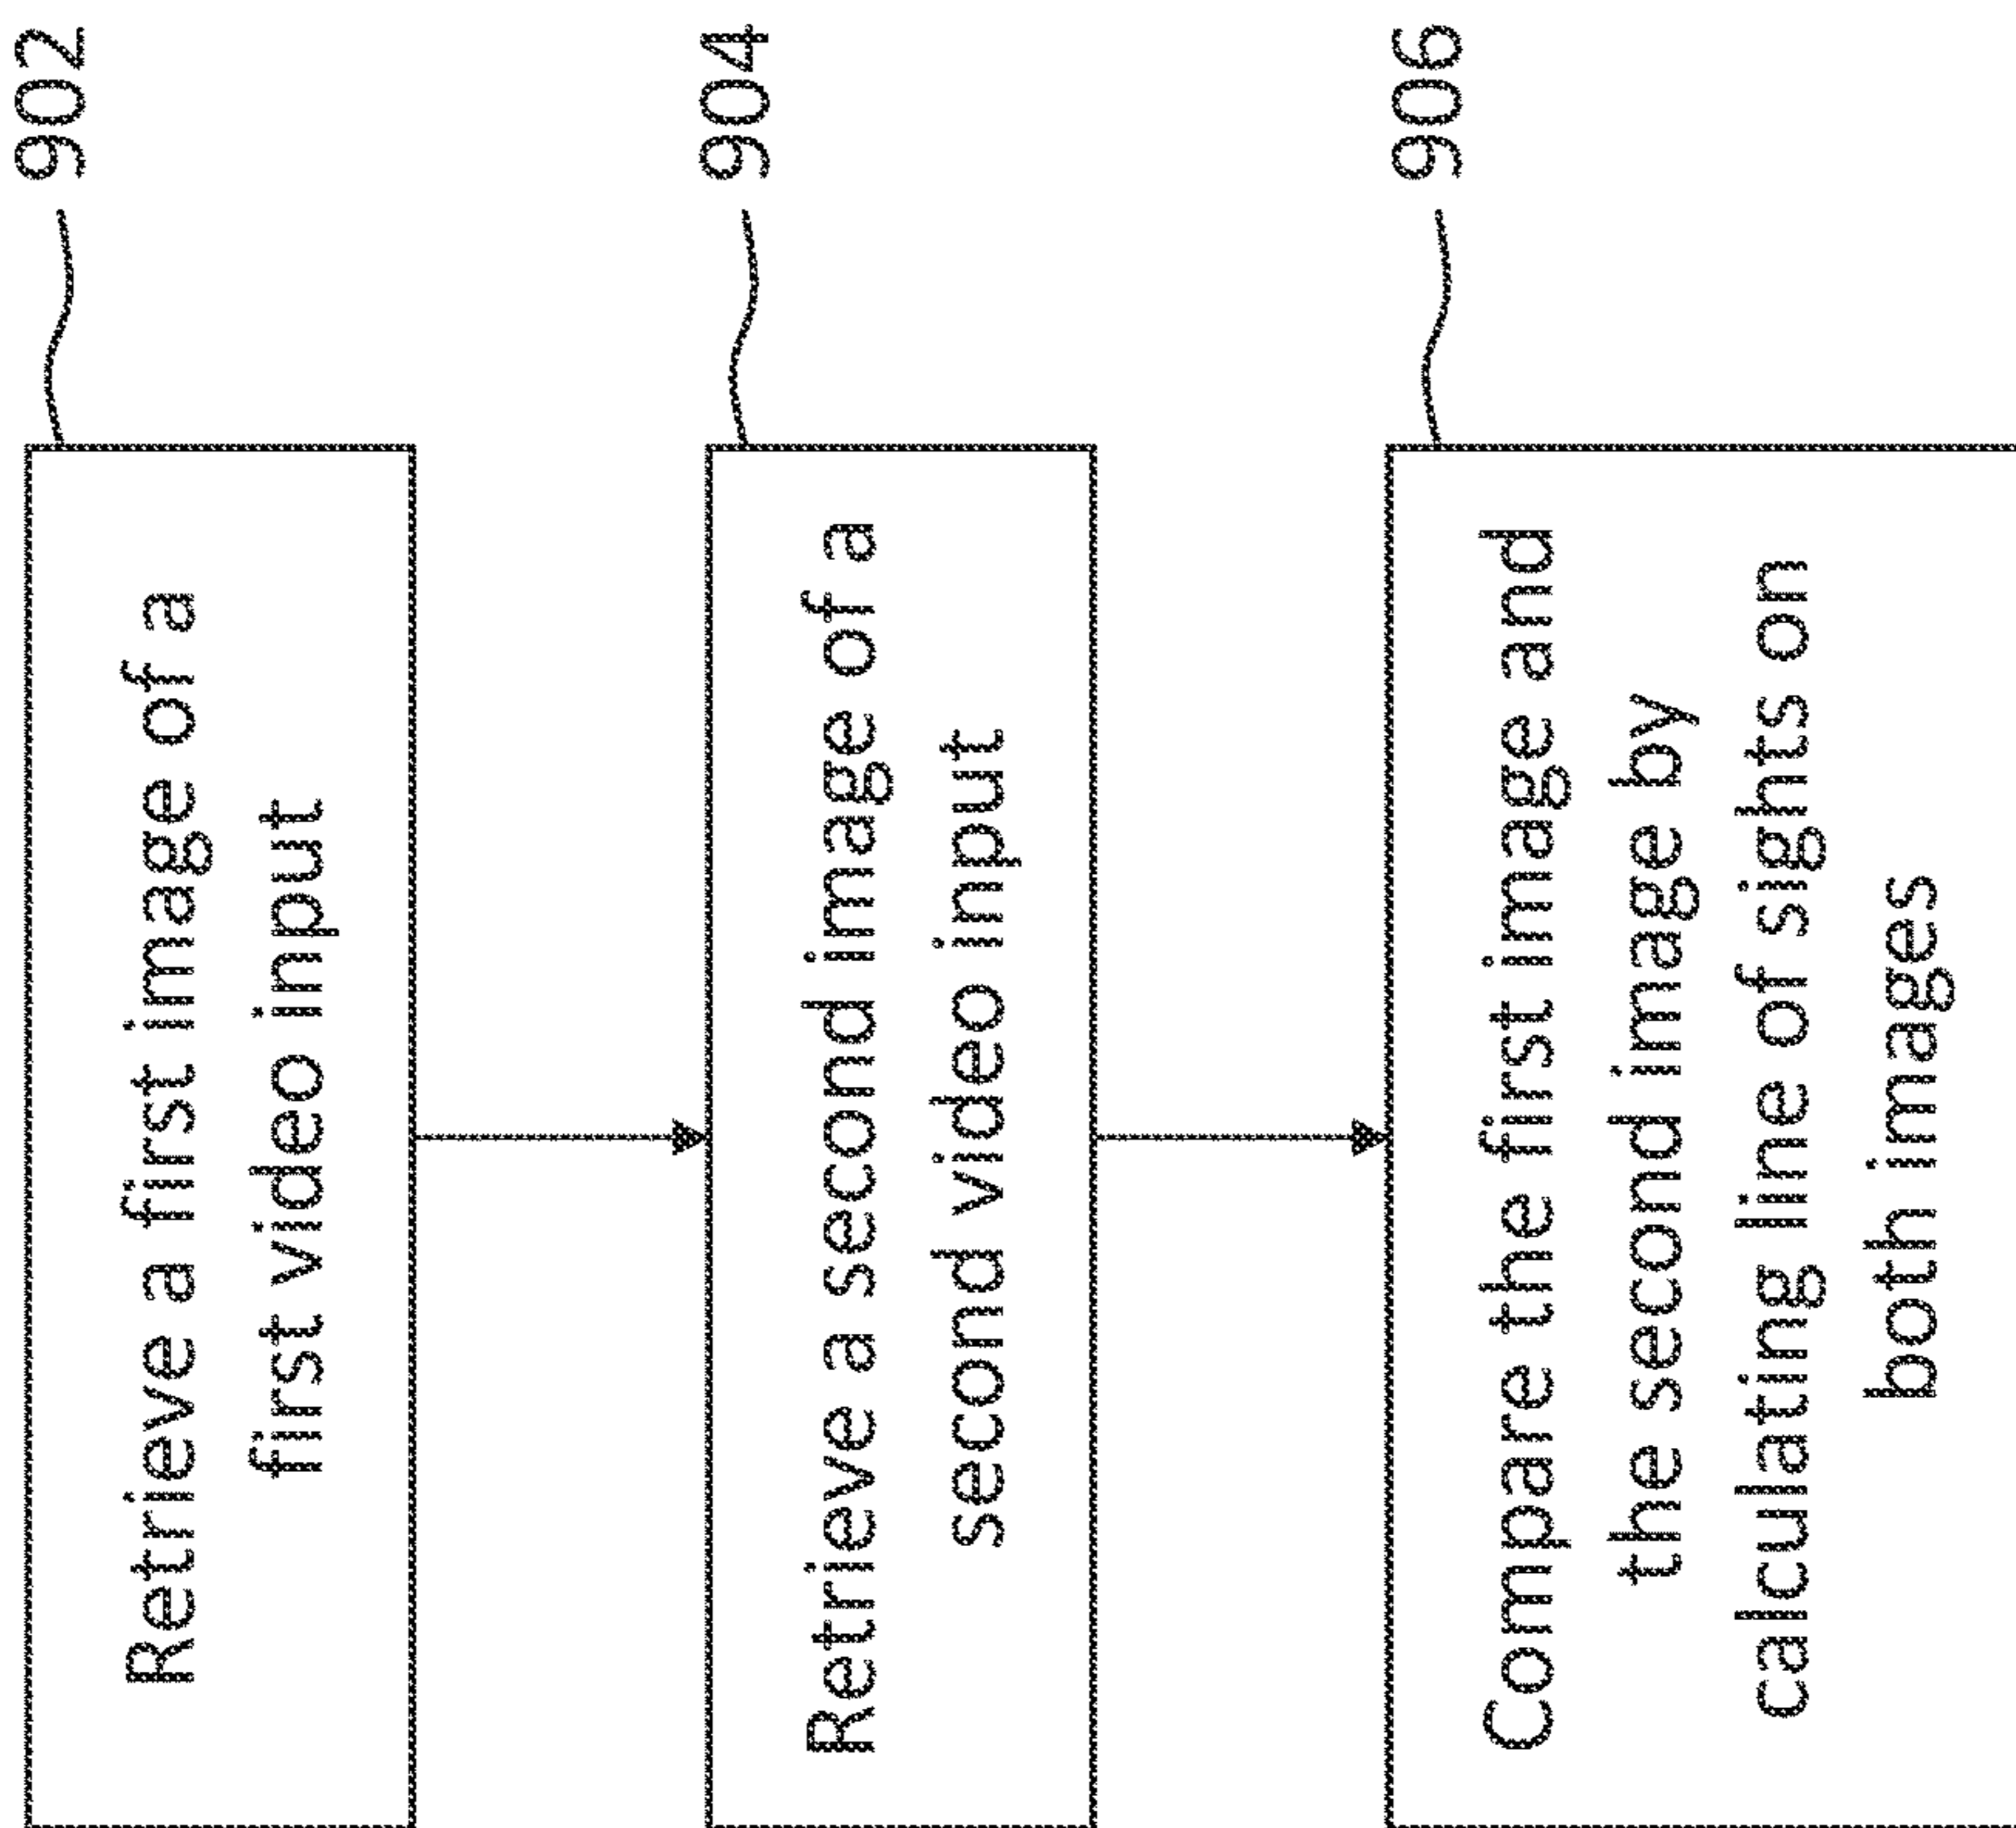 Retrieve a first image of a
first video input
902
Retrieve a second image of a
second video input
904
Compare the first image and
the second image by
calculating line of sights on
both images
906